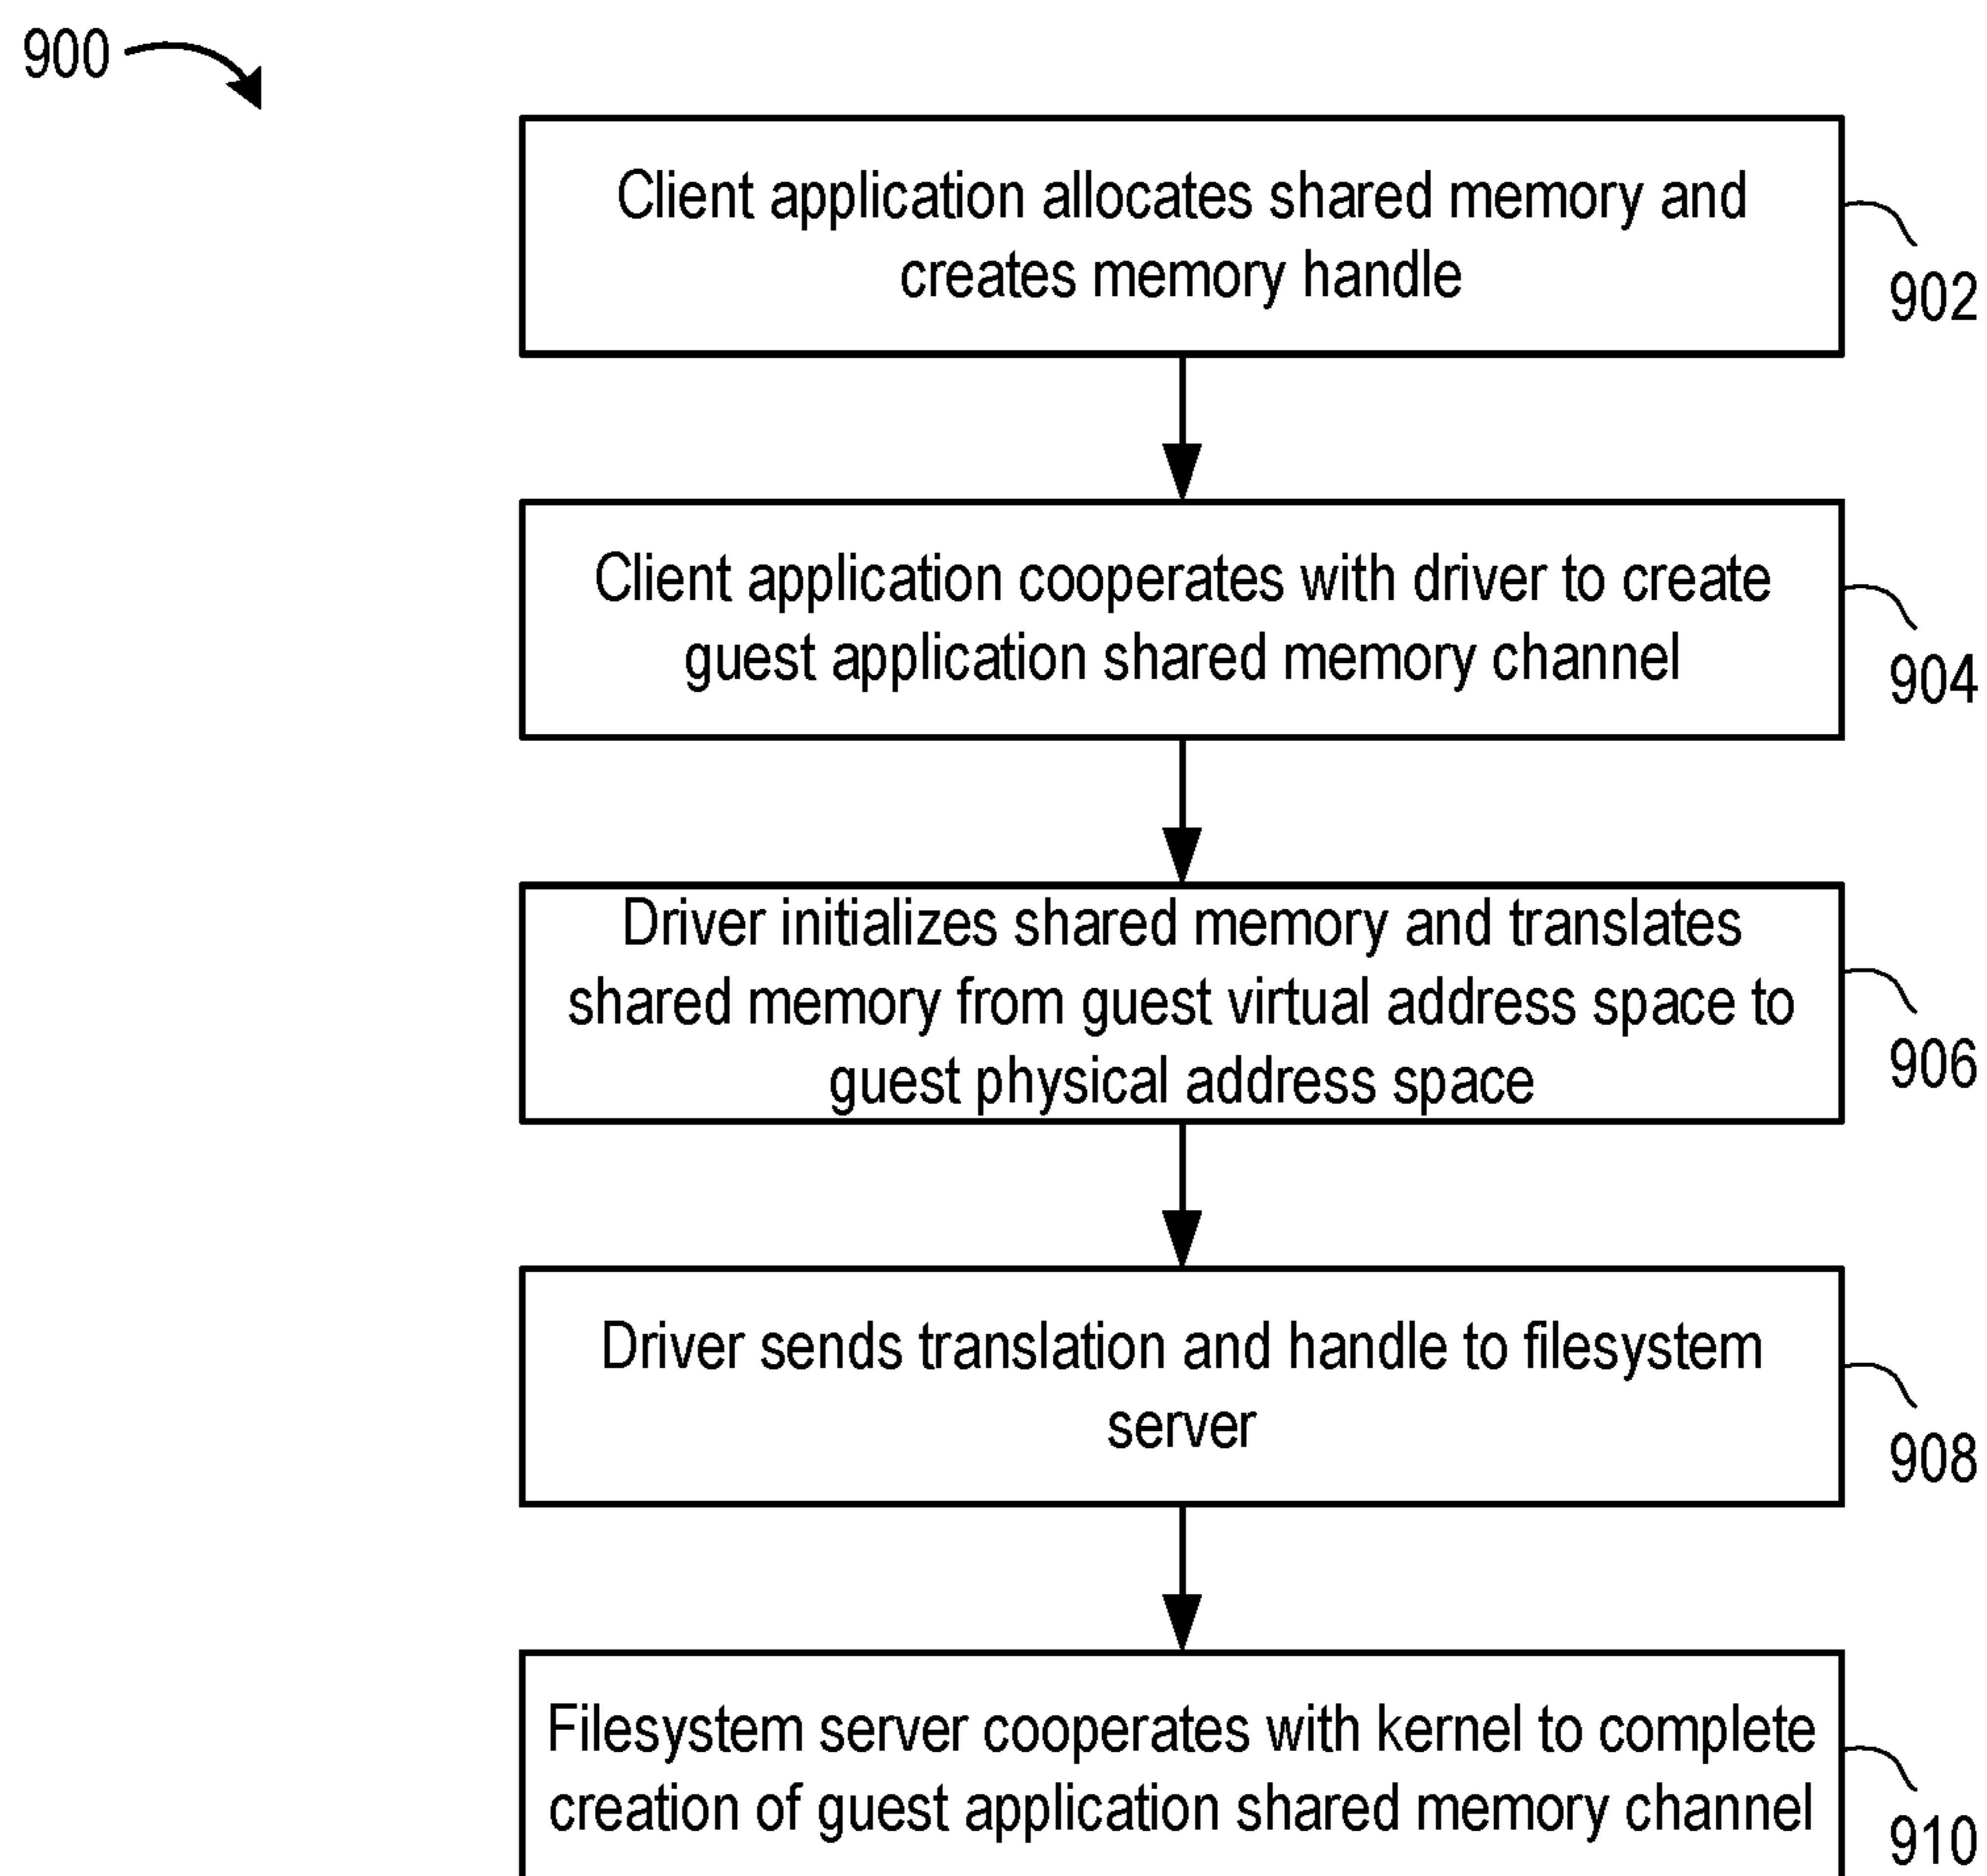 900
Client application allocates shared memory and
creates memory handle
902
Client application cooperates with driver to create
guest application shared memory channel
904
Driver initializes shared memory and translates
shared memory from guest virtual address space to
guest physical address space
906
Driver sends translation and handle to filesystem
server
908
Filesystem server cooperates with kernel to complete
creation of guest application shared memory channel
910